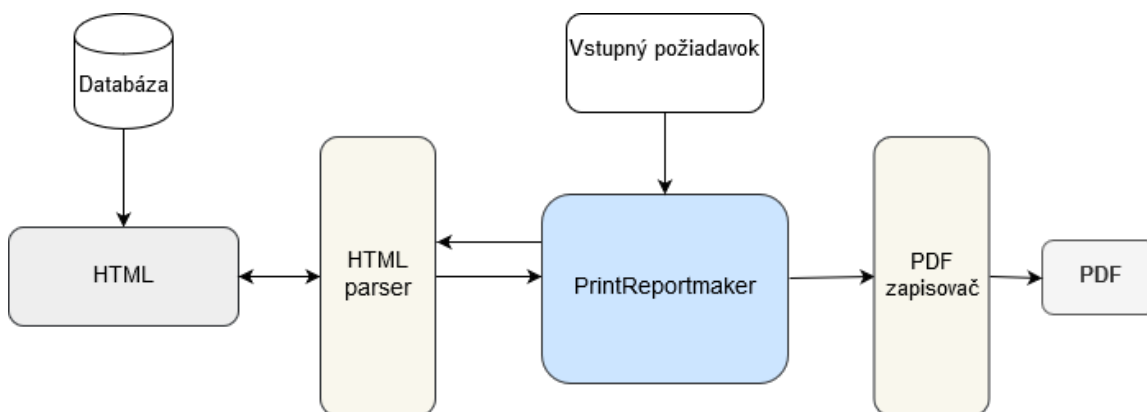 Databáza
Vstupný požiadavok
HTML
HTML
parser
PrintReportmaker
PDF
zapisovač
PDF